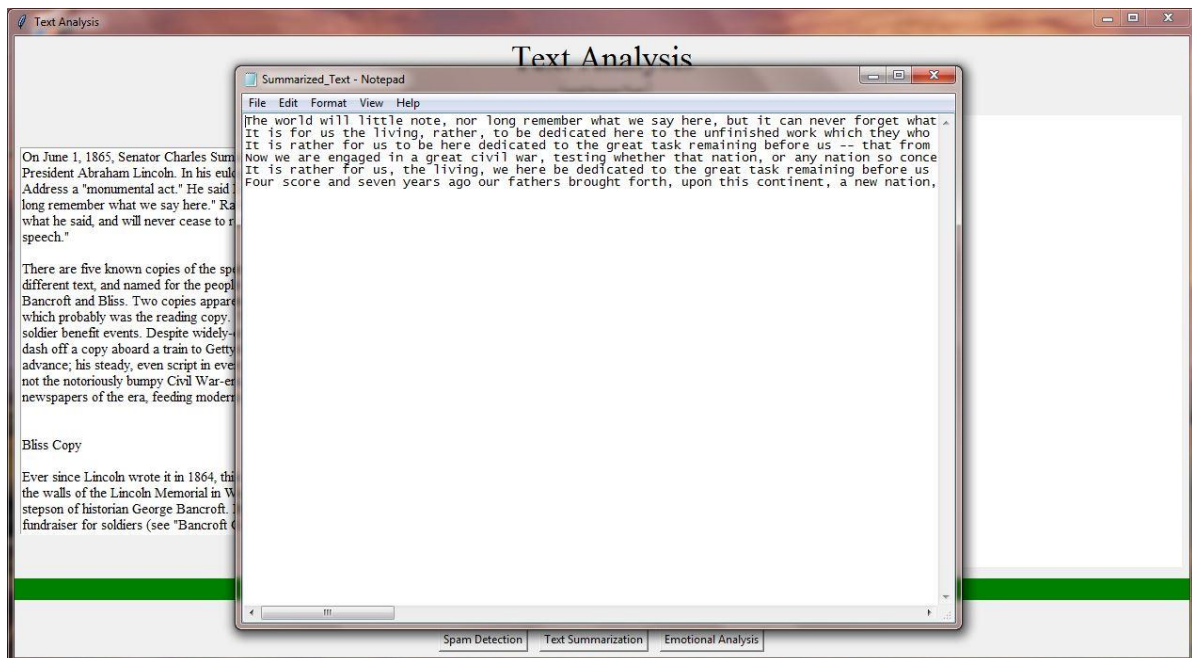 Text Analysis
Text Analysis
Summarized_Text - Notepad
File Edit Format View Help
The world will little note, nor long remember what we say here, but it can never forget what
It is for us the living, rather, to be dedicated here to the unfinished work which they who
It is rather for us to be here dedicated to the great task remaining before us -- that from
Now we are engaged in a great civil war, testing whether that nation, or any nation so conce
It is rather for us, the living, we here be dedicated to the great task remaining before us
Four score and seven years ago our fathers brought forth, upon this continent, a new nation,
On June 1, 1865, Senator Charles Sum
President Abraham Lincoln. In his eulo
Address a "monumental act." He said
long remember what we say here." Ra
what he said, and will never cease to r
speech."
There are five known copies of the spe
different text, and named for the peopl
Bancroft and Bliss. Two copies appare
which probably was the reading copy.
soldier benefit events. Despite widely-
dash off a copy aboard a train to Getty
advance; his steady, even script in eve
not the notoriously bumpy Civil War-er
newspapers of the era, feeding modern
Bliss Copy
Ever since Lincoln wrote it in 1864, thi
the walls of the Lincoln Memorial in W
stepson of historian George Bancroft.
fundraiser for soldiers (see "Bancroft
Spam Detection Text Summarization Emotional Analysis